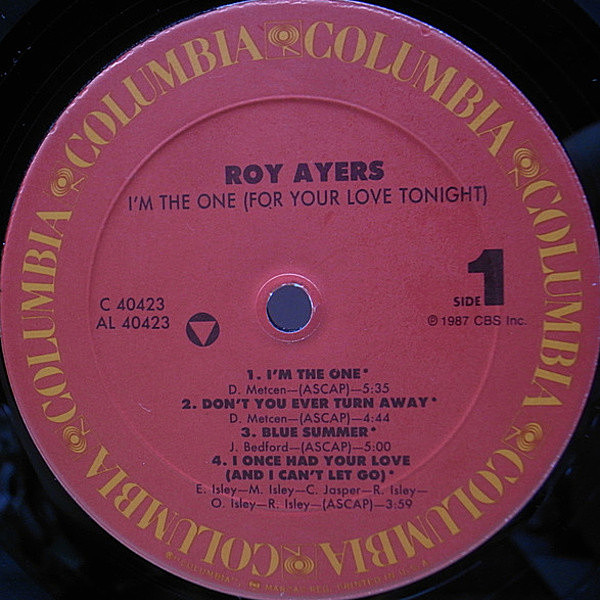 COLUMBIA COLUMBIA COLUMBIA COLUMBIA COLUMBIA COLUMBIA
ROY AYERS
I'M THE ONE (FOR YOUR LOVE TONIGHT)
C 40423
AL 40423
SIDE 1
℗ 1987 CBS Inc.
1. I'M THE ONE*
D. Metcen—(ASCAP)—5:35
2. DON'T YOU EVER TURN AWAY*
D. Metcen—(ASCAP)—4:44
3. BLUE SUMMER*
J. Bedford—(ASCAP)—5:00
4. I ONCE HAD YOUR LOVE
(AND I CAN'T LET GO)*
E. Isley—M. Isley—C. Jasper—R. Isley—
O. Isley—R. Isley—(ASCAP)—3:59